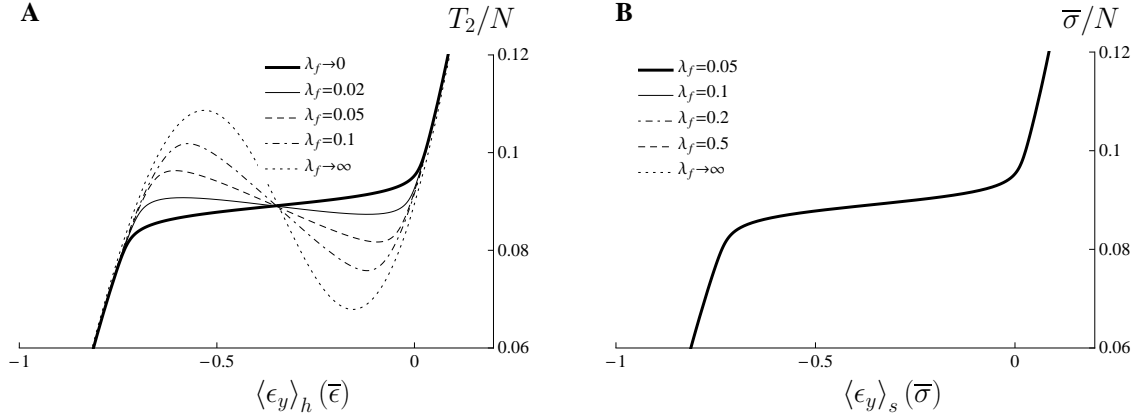 A
T₂/N
0.12
λf→0
λf=0.02
λf=0.05
λf=0.1
λf→∞
0.1
0.08
0.06
−1
−0.5
0
⟨ϵy⟩h (ϵ̅)
B
σ̅/N
0.12
λf=0.05
λf=0.1
λf=0.2
λf=0.5
λf→∞
0.1
0.08
0.06
−1
−0.5
0
⟨ϵy⟩s (σ̅)